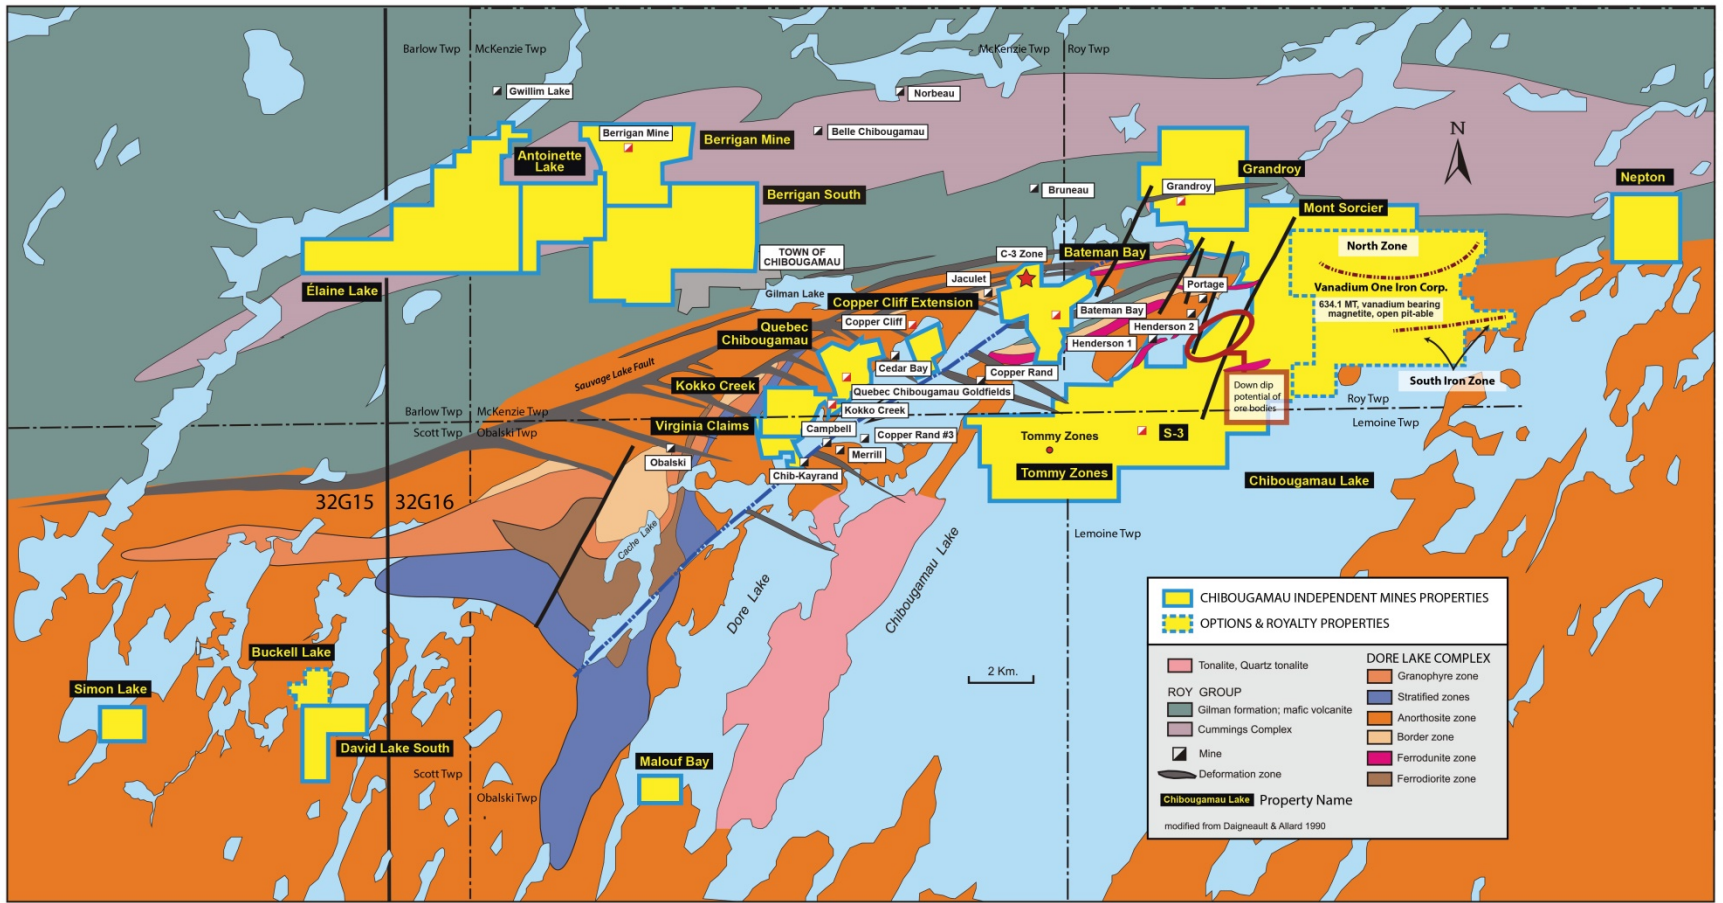 Barlow Twp
McKenzie Twp
McKenzie Twp
Roy Twp
Gwillim Lake
Norbeau
Berrigan Mine
Belle Chibougamau
Berrigan Mine
N
Antoinette
Lake
Grandroy
Nepton
Bruneau
Grandroy
Berrigan South
Mont Sorcier
North Zone
TOWN OF
CHIBOUGAMAU
C-3 Zone
Bateman Bay
Jaculet
Portage
Vanadium One Iron Corp.
Élaine Lake
Gilman Lake
Copper Cliff Extension
634.1 MT, vanadium bearing
magnetite, open pit-able
Bateman Bay
Copper Cliff
Henderson 2
Quebec
Chibougamau
Henderson 1
Sauvage Lake Fault
Cedar Bay
Copper Rand
South Iron Zone
Kokko Creek
Quebec Chibougamau Goldfields
Down dip
potential of
ore bodies
Roy Twp
Barlow Twp
McKenzie Twp
Kokko Creek
Lemoine Twp
Scott Twp
Obalski Twp
Virginia Claims
Campbell
Copper Rand #3
Tommy Zones
S-3
Merrill
Obalski
Chib-Kayrand
Tommy Zones
Chibougamau Lake
32G15
32G16
Cache Lake
Lemoine Twp
Dore Lake
Chibougamau Lake
CHIBOUGAMAU INDEPENDENT MINES PROPERTIES
OPTIONS & ROYALTY PROPERTIES
Buckell Lake
Simon Lake
David Lake South
Malouf Bay
Scott Twp
Obalski Twp
2 Km.
Tonalite, Quartz tonalite
ROY GROUP
Gilman formation; mafic volcanite
Cummings Complex
Mine
Deformation zone
Chibougamau Lake Property Name
modified from Daigneault & Allard 1990
DORE LAKE COMPLEX
Granophyre zone
Stratified zones
Anorthosite zone
Border zone
Ferrodunite zone
Ferrodiorite zone